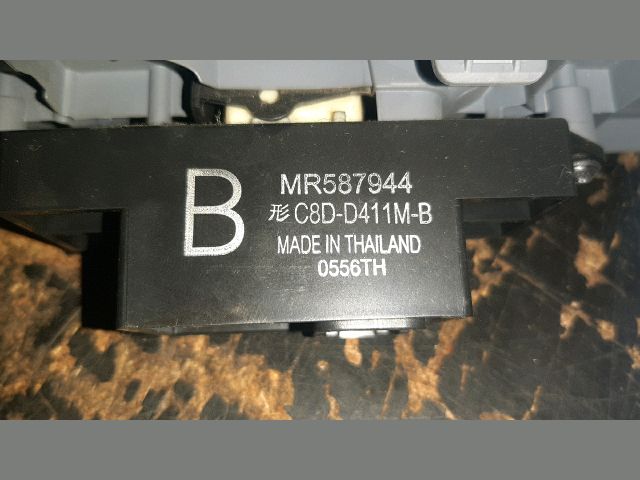 B
MR587944
形 C8D-D411M-B
MADE IN THAILAND
0556TH